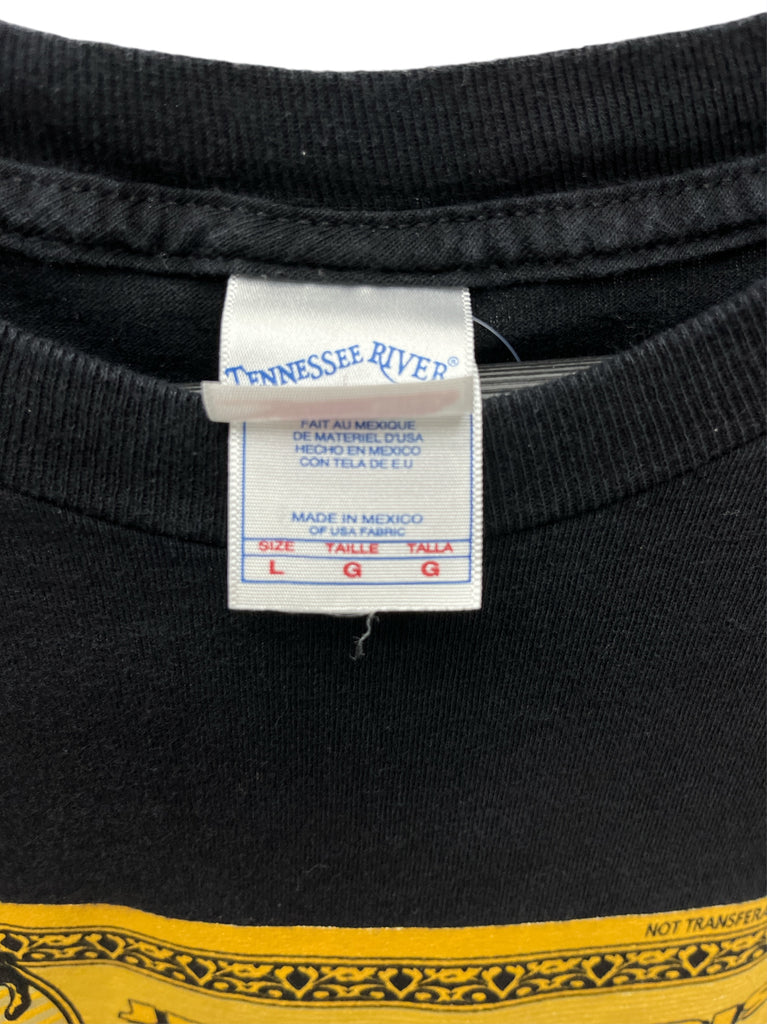 TENNESSEE RIVER®
FAIT AU MEXIQUE
DE MATERIEL D'USA
HECHO EN MEXICO
CON TELA DE E.U
MADE IN MEXICO
OF USA FABRIC
SIZE TAILLE TALLA
L G G
NOT